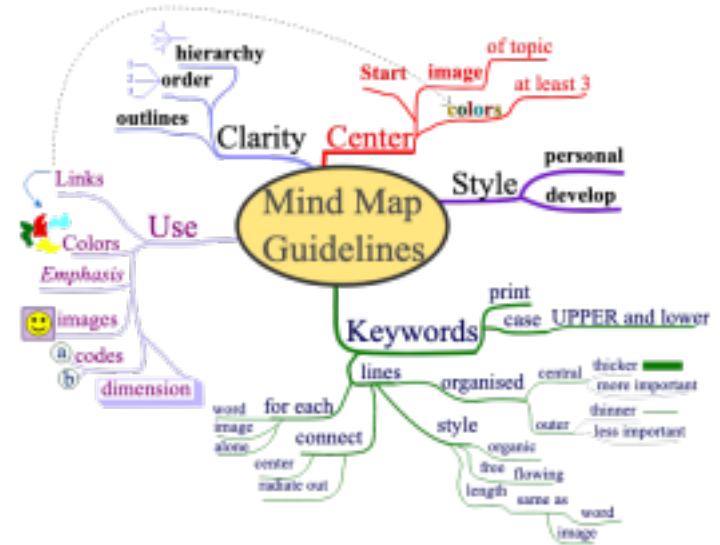 Mind Map
Guidelines
Center
Start
image
of topic
colors
at least 3
Style
personal
develop
Keywords
print
case
UPPER and lower
lines
organised
central
thicker
more important
outer
thinner
less important
style
organic
free
flowing
length
same as
word
image
connect
center
radiate out
for each
word
image
alone
Use
Links
Colors
Emphasis
images
a
codes
b
dimension
Clarity
hierarchy
order
outlines